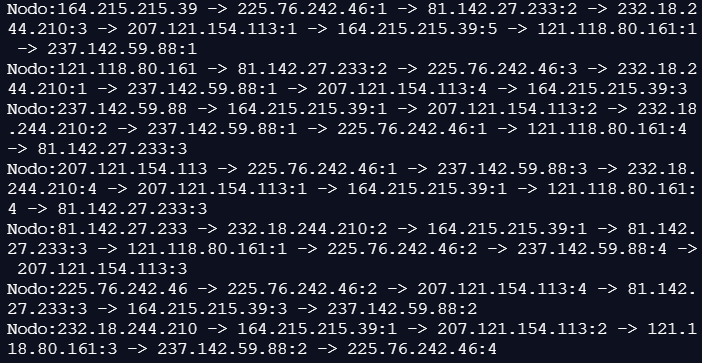 Nodo:164.215.215.39 -> 225.76.242.46:1 -> 81.142.27.233:2 -> 232.18.2
44.210:3 -> 207.121.154.113:1 -> 164.215.215.39:5 -> 121.118.80.161:1
 -> 237.142.59.88:1
Nodo:121.118.80.161 -> 81.142.27.233:2 -> 225.76.242.46:3 -> 232.18.2
44.210:1 -> 237.142.59.88:1 -> 207.121.154.113:4 -> 164.215.215.39:3
Nodo:237.142.59.88 -> 164.215.215.39:1 -> 207.121.154.113:2 -> 232.18
.244.210:2 -> 237.142.59.88:1 -> 225.76.242.46:1 -> 121.118.80.161:4
-> 81.142.27.233:3
Nodo:207.121.154.113 -> 225.76.242.46:1 -> 237.142.59.88:3 -> 232.18.
244.210:4 -> 207.121.154.113:1 -> 164.215.215.39:1 -> 121.118.80.161:
4 -> 81.142.27.233:3
Nodo:81.142.27.233 -> 232.18.244.210:2 -> 164.215.215.39:1 -> 81.142.
27.233:3 -> 121.118.80.161:1 -> 225.76.242.46:2 -> 237.142.59.88:4 ->
 207.121.154.113:3
Nodo:225.76.242.46 -> 225.76.242.46:2 -> 207.121.154.113:4 -> 81.142.
27.233:3 -> 164.215.215.39:3 -> 237.142.59.88:2
Nodo:232.18.244.210 -> 164.215.215.39:1 -> 207.121.154.113:2 -> 121.1
18.80.161:3 -> 237.142.59.88:2 -> 225.76.242.46:4